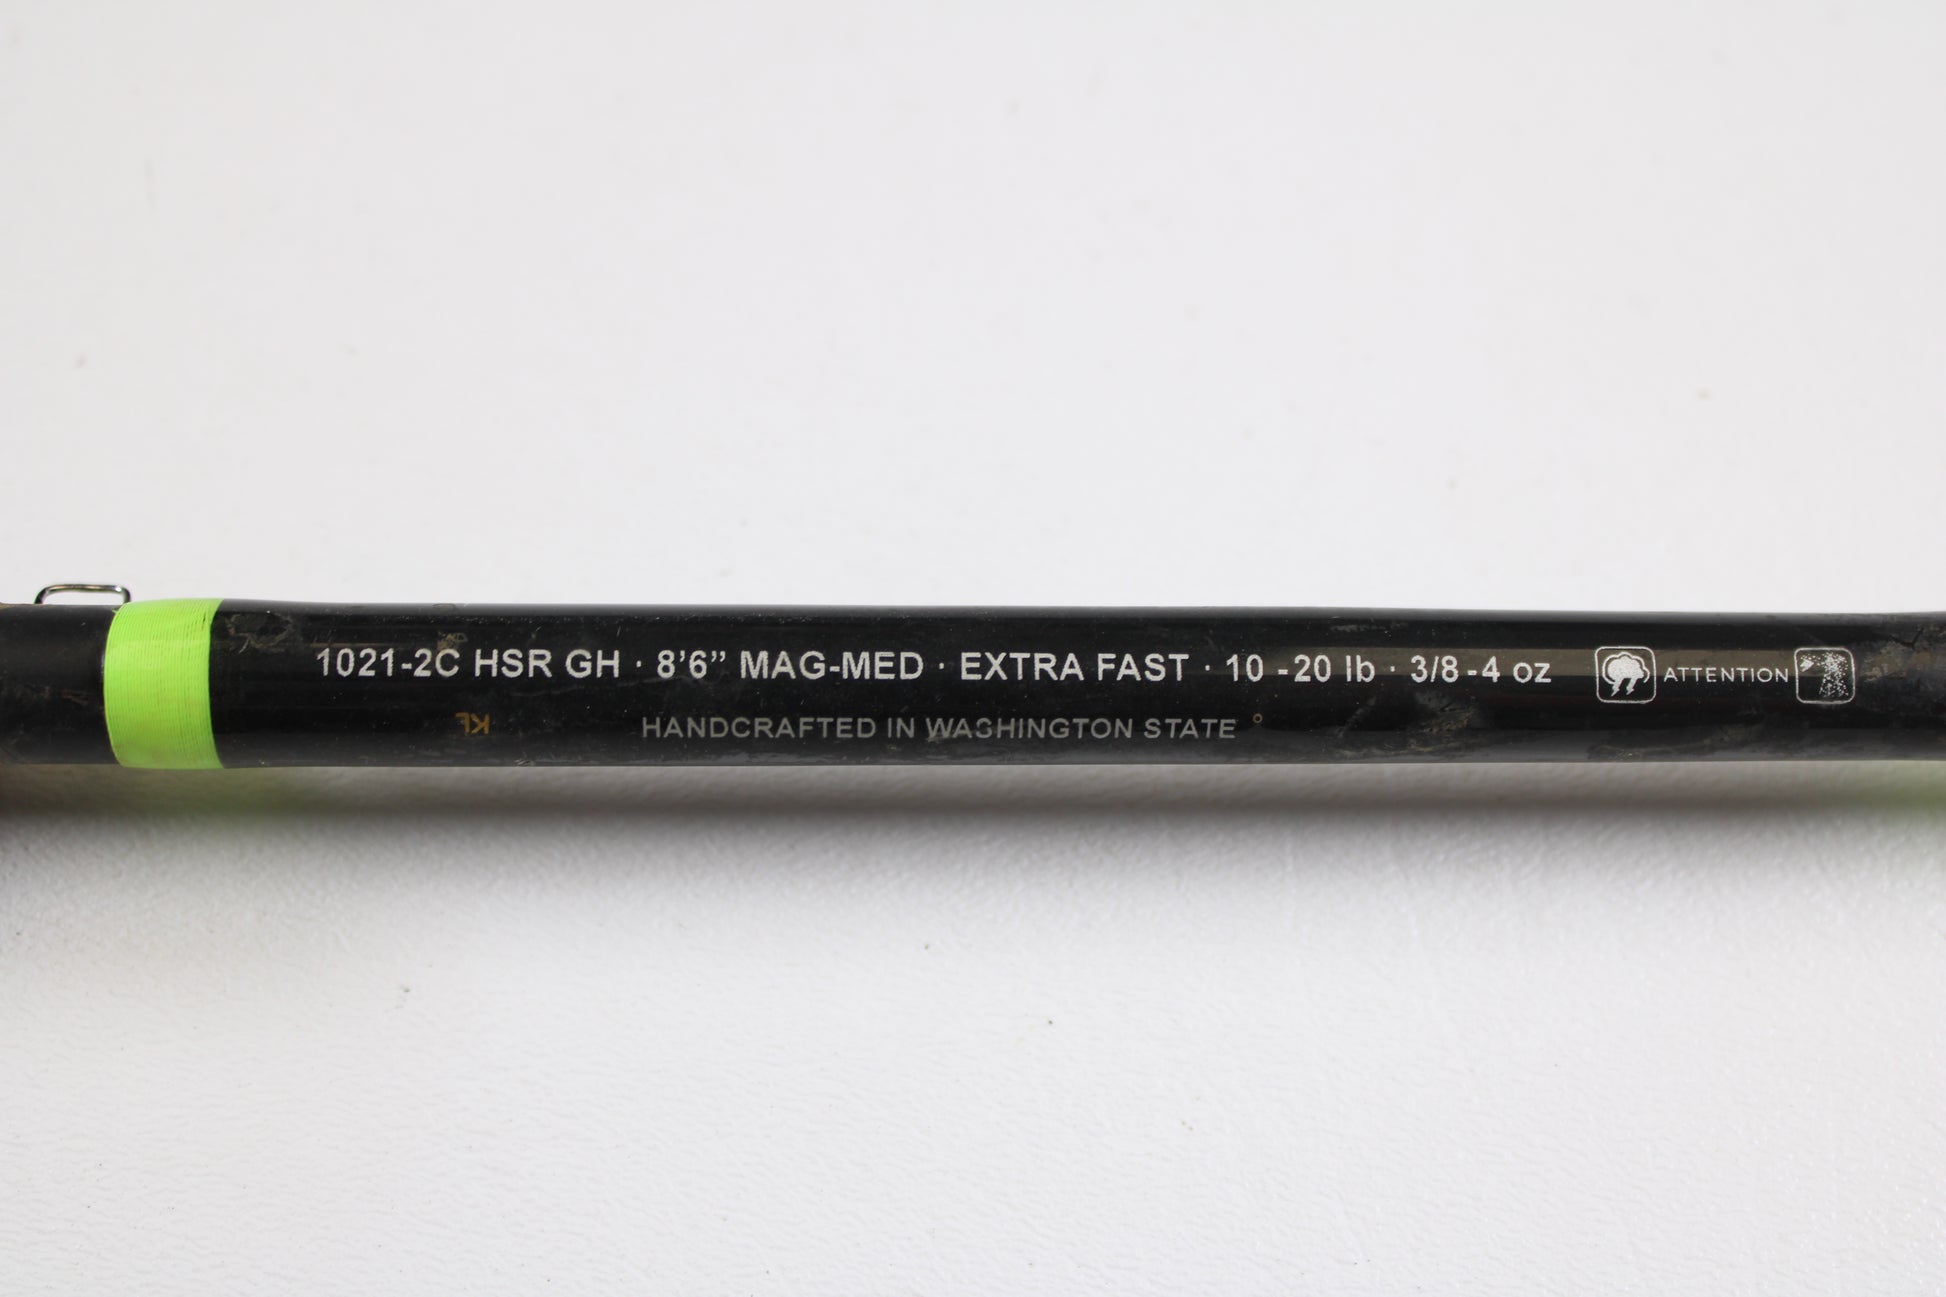 1021-2C HSR GH · 8’6” MAG-MED · EXTRA FAST · 10 - 20 lb · 3/8 - 4 oz ATTENTION
KL
HANDCRAFTED IN WASHINGTON STATE °